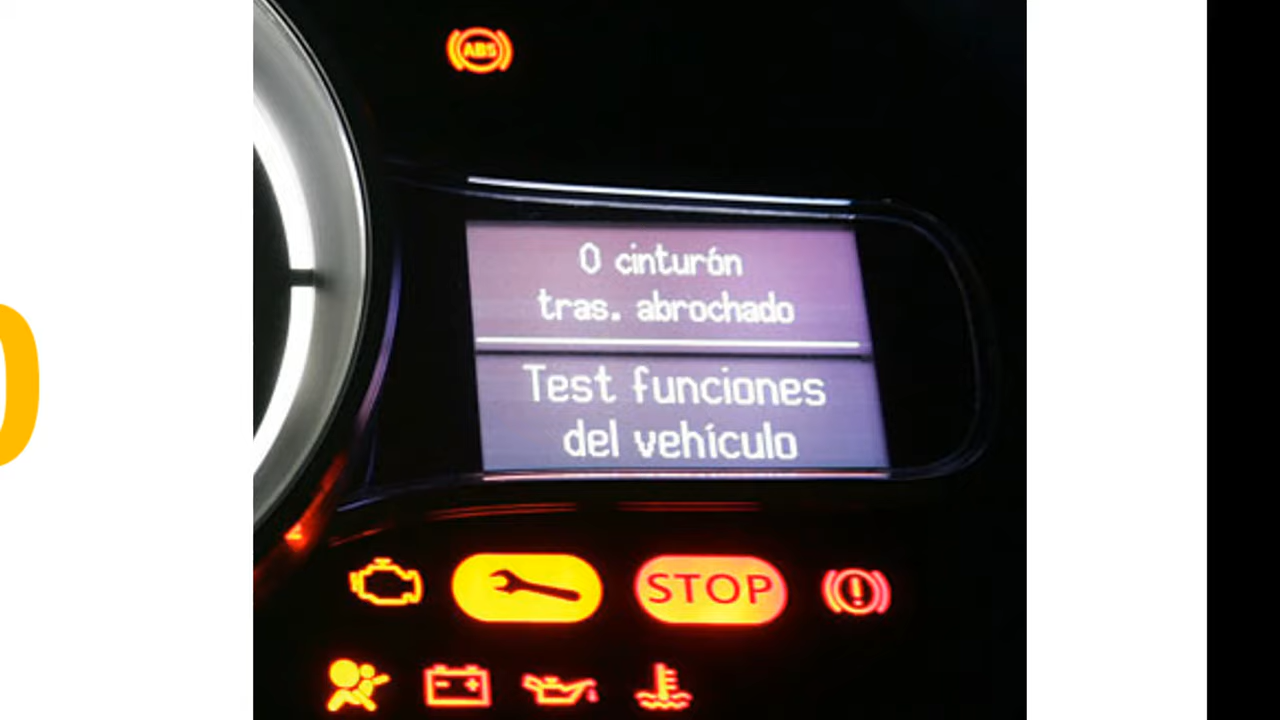 ABS
0 cinturón
tras. abrochado
Test funciones
del vehículo
STOP